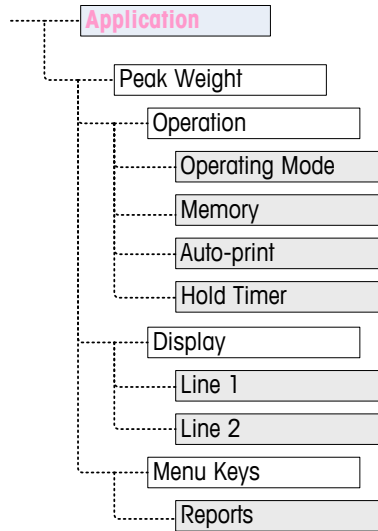 Application
Peak Weight
Operation
Operating Mode
Memory
Auto-print
Hold Timer
Display
Line 1
Line 2
Menu Keys
Reports